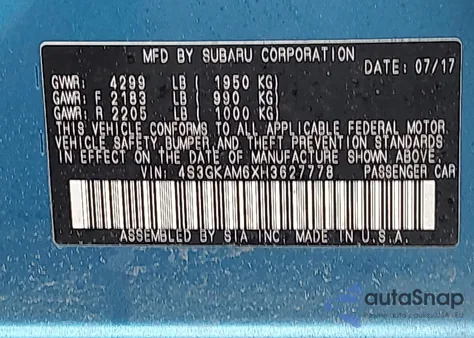 MFD BY SUBARU CORPORATION
DATE: 07/17
GVWR: 4299 LB ( 1950 KG)
GAWR: F 2183 LB ( 990 KG)
GAWR: R 2205 LB ( 1000 KG)
THIS VEHICLE CONFORMS TO ALL APPLICABLE FEDERAL MOTOR
VEHICLE SAFETY, BUMPER AND THEFT PREVENTION STANDARDS
IN EFFECT ON THE DATE OF MANUFACTURE SHOWN ABOVE.
VIN: 4S3GKAM6XH3627778 PASSENGER CAR
ASSEMBLED BY SIA INC, MADE IN U.S.A.
autoSnap